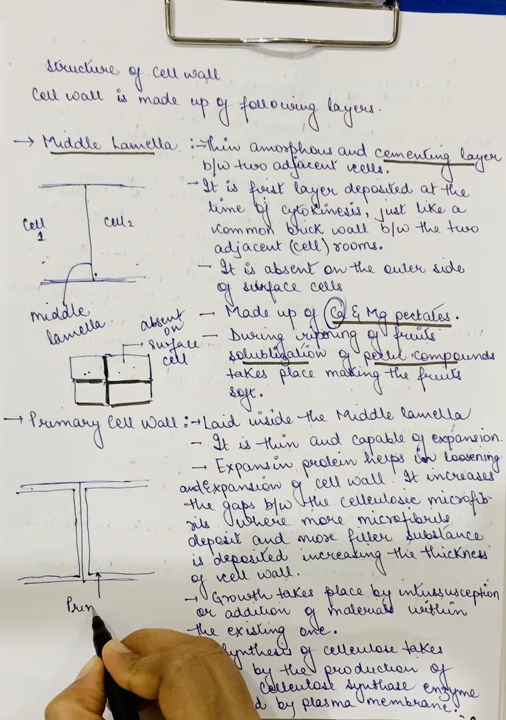 Structure of cell wall
Cell wall is made up of following layers.
→ Middle Lamella :- Thin amorphous and cementing layer
b/w two adjacent cells.
- It is first layer deposited at the
time of cytokinesis, just like a
common brick wall b/w the two
adjacent (cell) rooms.
- It is absent on the outer side
of surface cells
Cell 1
Cell 2
middle
lamella
absent
on
surface
cell
- Made up of Ca & Mg pectates.
- During ripening of fruits
solubilization of pectic compounds
takes place making the fruits
soft.
→ Primary Cell Wall :- Laid inside the Middle lamella
- It is thin and capable of expansion.
- Expansin protein helps in loosening
and Expansion of cell wall. It increases
the gaps b/w the cellulosic microfib-
rils where more microfibrils
deposit and more filler substance
is deposited increasing the thickness
of cell wall.
- Growth takes place by intussusception
or addition of materials within
the existing one.
Synthesis of cellulose takes
by the production of
cellulose synthase enzyme
by plasma membrane.
Prim